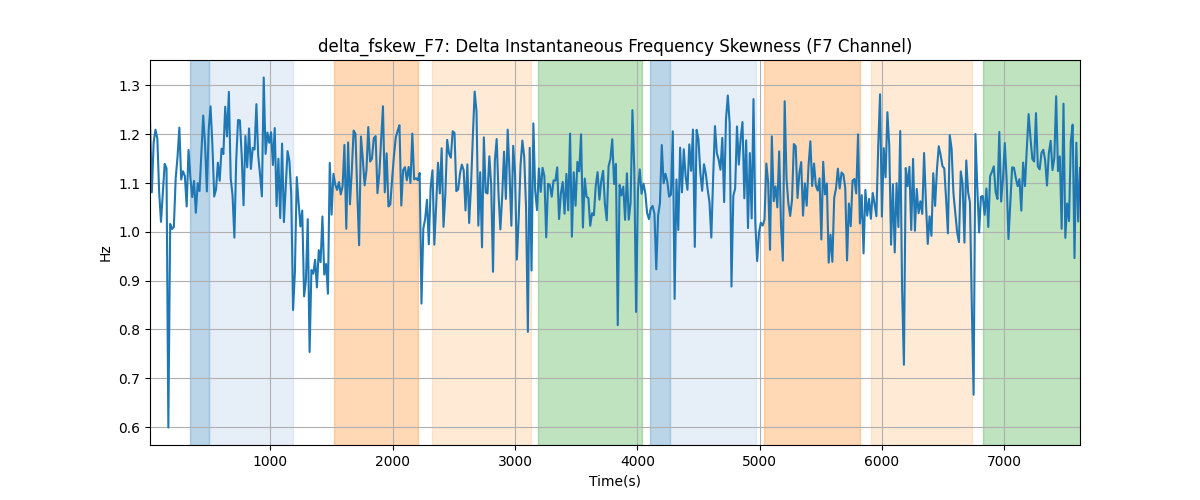 delta_fskew_F7: Delta Instantaneous Frequency Skewness (F7 Channel)
1.3
1.2
1.1
1.0
0.9
0.8
0.7
0.6
Hz
1000 2000 3000 4000 5000 6000 7000
Time(s)